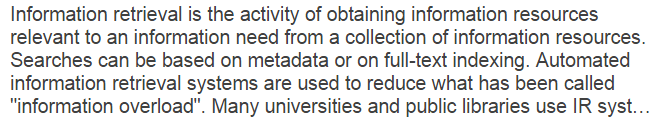 Information retrieval is the activity of obtaining information resources
relevant to an information need from a collection of information resources.
Searches can be based on metadata or on full-text indexing. Automated
information retrieval systems are used to reduce what has been called
"information overload". Many universities and public libraries use IR syst...